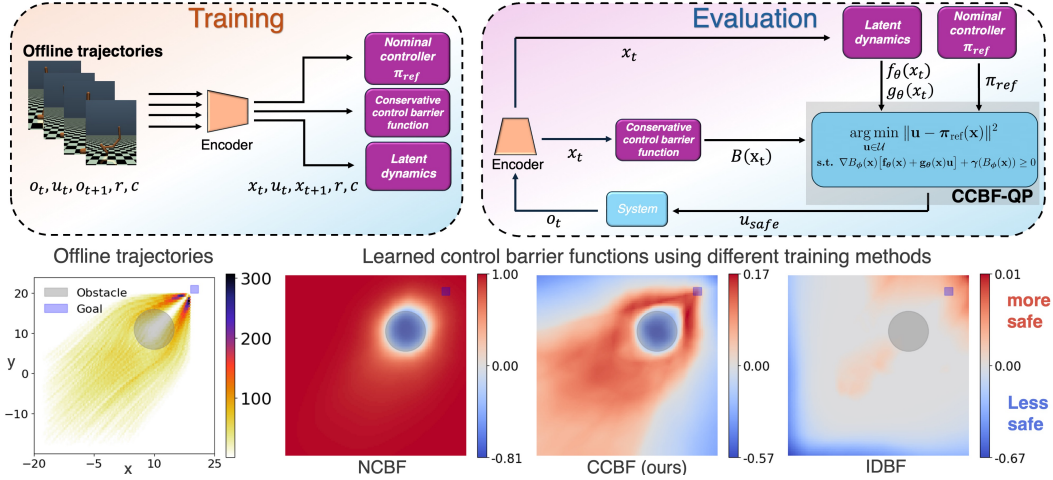 Training
Offline trajectories
Encoder
Nominal
controller
π_ref
Conservative
control barrier
function
Latent
dynamics
o_t, u_t, o_{t+1}, r, c
x_t, u_t, x_{t+1}, r, c
Evaluation
x_t
Latent
dynamics
Nominal
controller
π_ref
f_θ(x_t)
g_θ(x_t)
π_ref
Encoder
x_t
Conservative
control barrier
function
B(x_t)
arg min ‖u − π_ref(x)‖²
u∈𝒰
s.t. ∇B_ϕ(x)[f_θ(x) + g_θ(x)u] + γ(B_ϕ(x)) ≥ 0
CCBF-QP
o_t
System
u_safe
Offline trajectories
Obstacle
Goal
20
10
y
0
−10
−20
−5
10
25
x
300
200
100
Learned control barrier functions using different training methods
1.00
0.00
-0.81
NCBF
0.17
0.00
-0.57
CCBF (ours)
0.01
0.00
-0.67
IDBF
more
safe
Less
safe